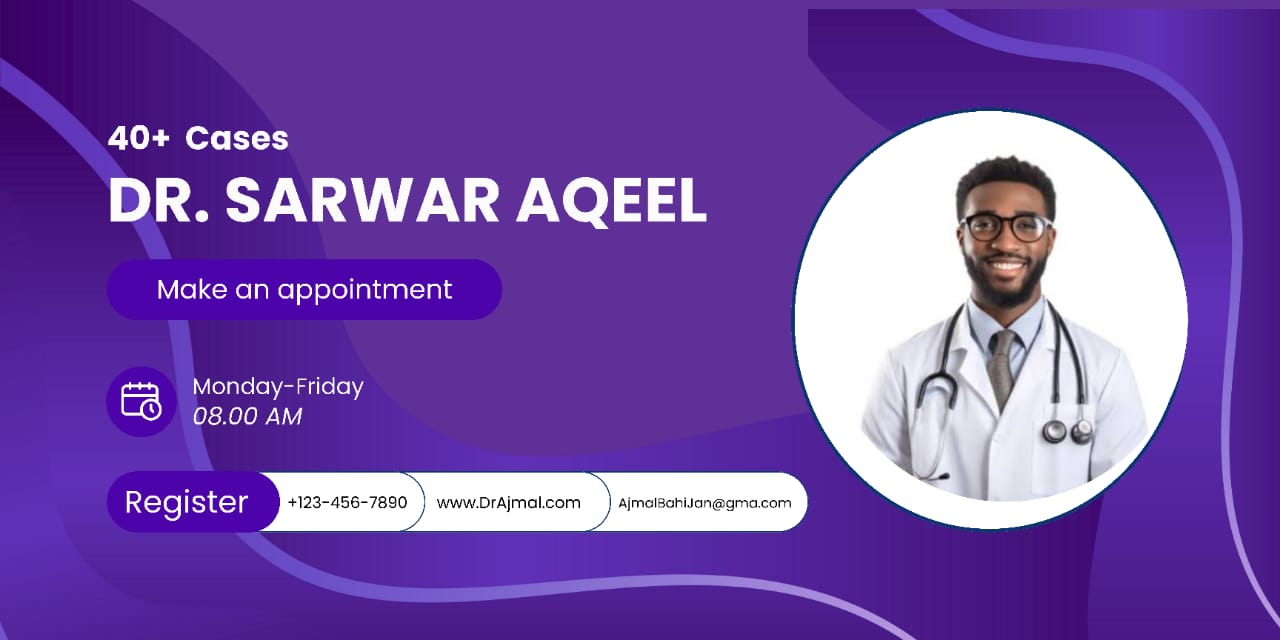 40+ Cases
DR. SARWAR AQEEL
Make an appointment
Monday-Friday
08.00 AM
Register +123-456-7890 www.DrAjmal.com AjmalBahiJan@gma.com